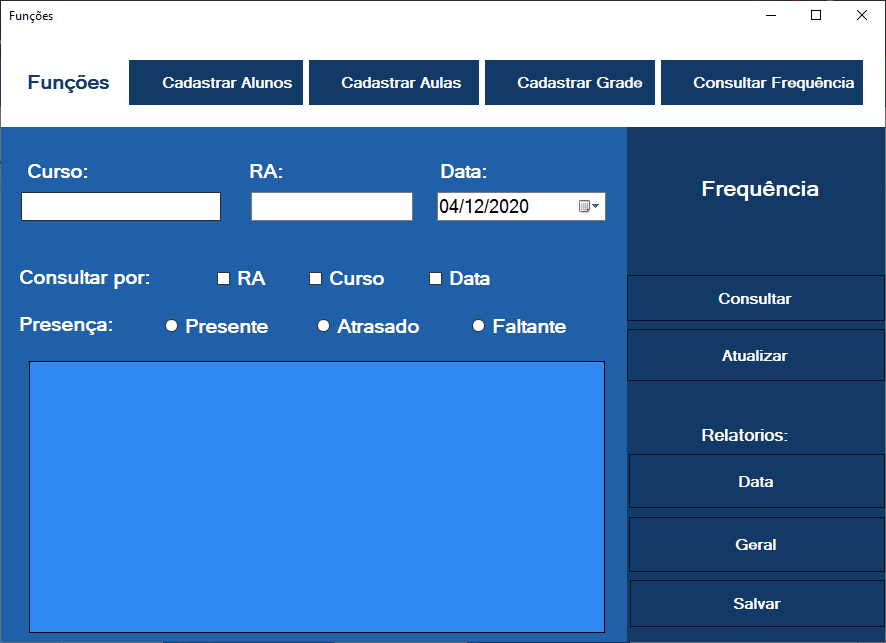 Funções
Funções
Cadastrar Alunos
Cadastrar Aulas
Cadastrar Grade
Consultar Frequência
Curso:
RA:
Data:
04/12/2020
Consultar por:
RA
Curso
Data
Presença:
Presente
Atrasado
Faltante
Frequência
Consultar
Atualizar
Relatorios:
Data
Geral
Salvar